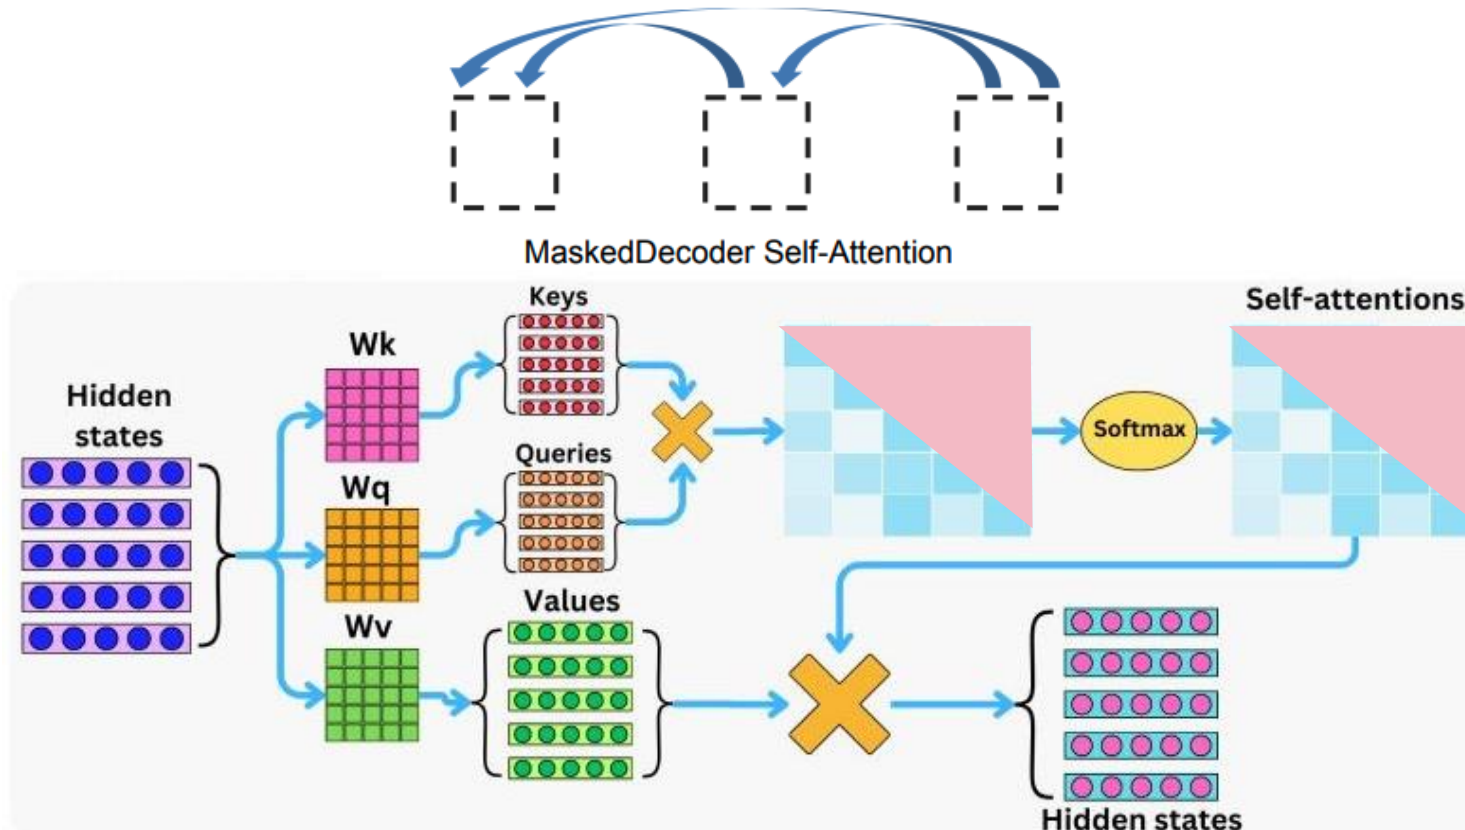 MaskedDecoder Self-Attention
Keys
Self-attentions
Wk
Hidden
states
Queries
Softmax
Wq
Values
Wv
Hidden states